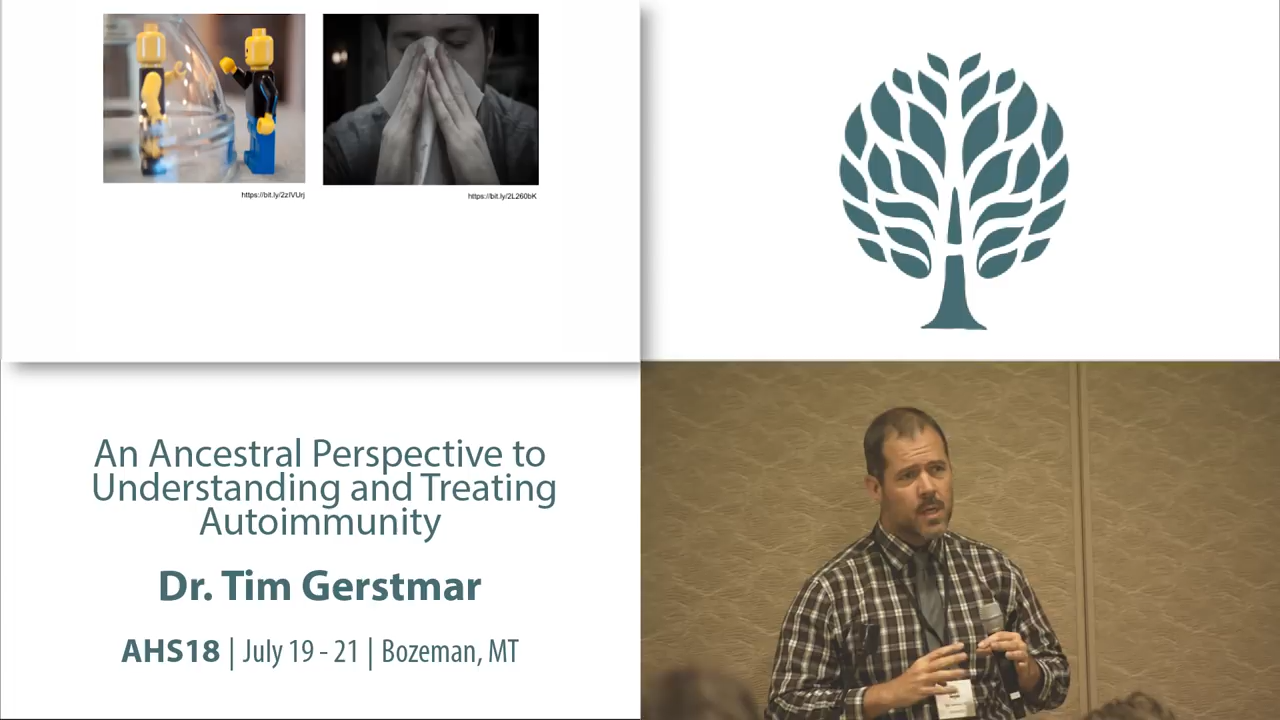 https://bit.ly/2zIVUrj
https://bit.ly/2L260bK
An Ancestral Perspective to
Understanding and Treating
Autoimmunity
Dr. Tim Gerstmar
AHS18 | July 19 - 21 | Bozeman, MT